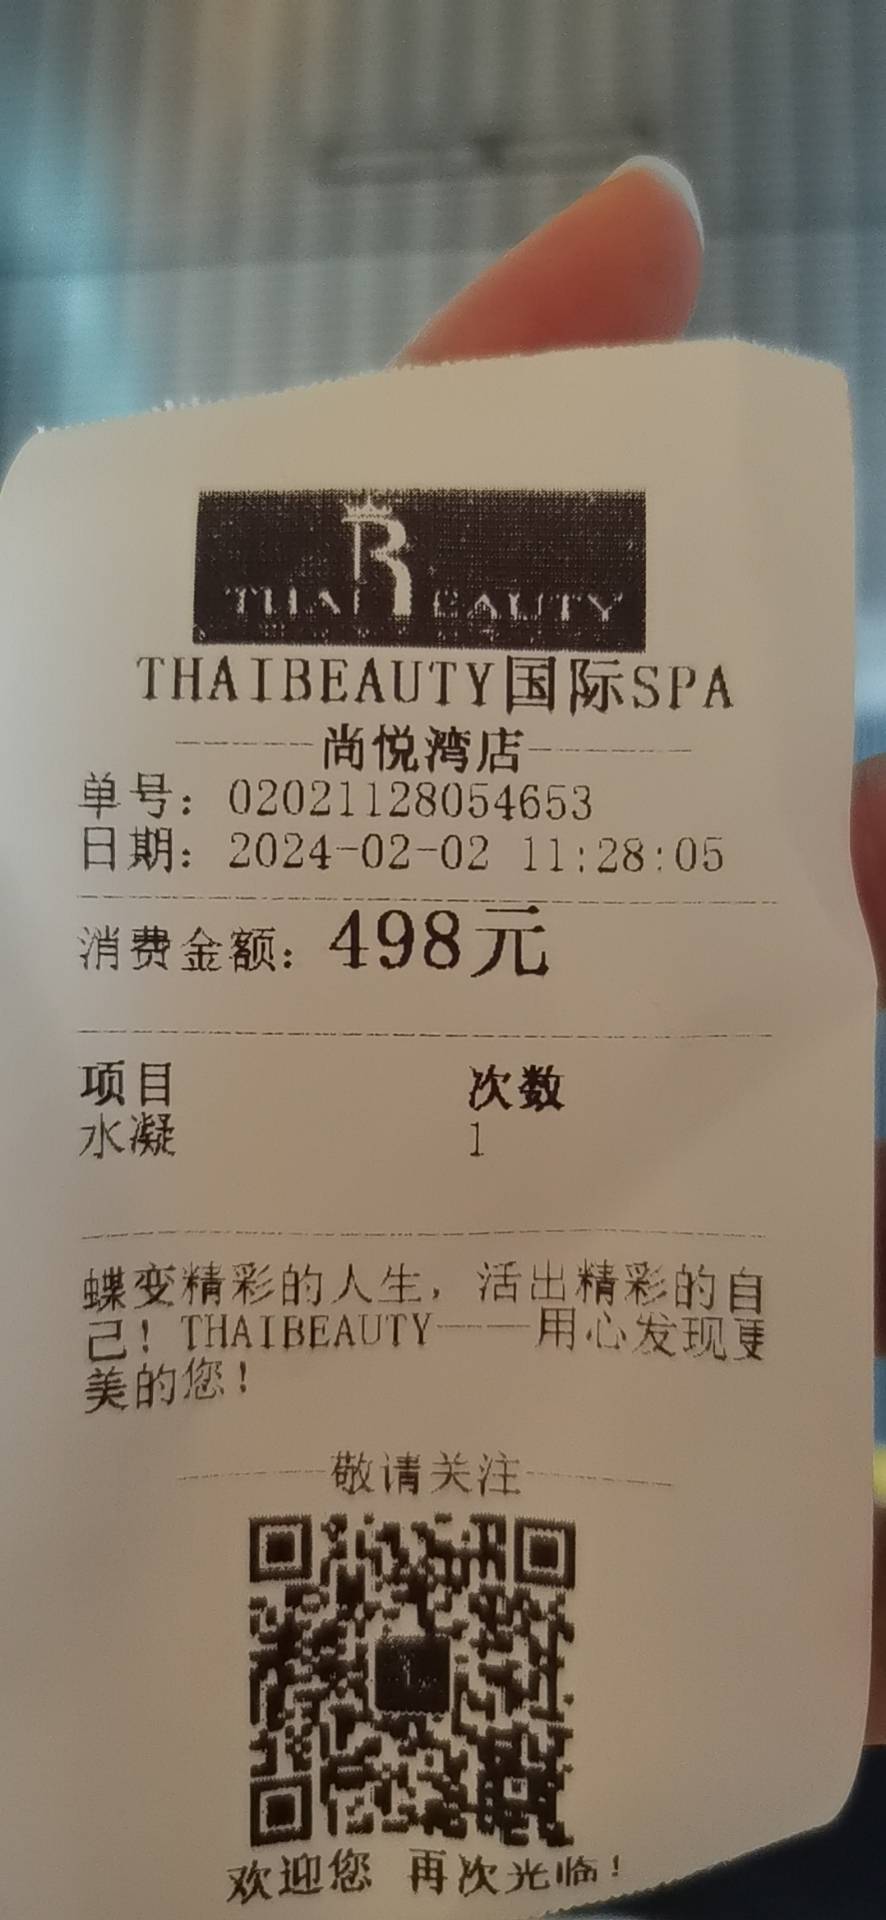 THAIBEAUTY
THAIBEAUTY国际SPA
尚悦湾店
单号：02021128054653
日期：2024-02-02 11:28:05
消费金额：498元
项目 次数
水凝 1
蝶变精彩的人生，活出精彩的自
己！THAIBEAUTY——用心发现更
美的您！
敬请关注
欢迎您 再次光临！